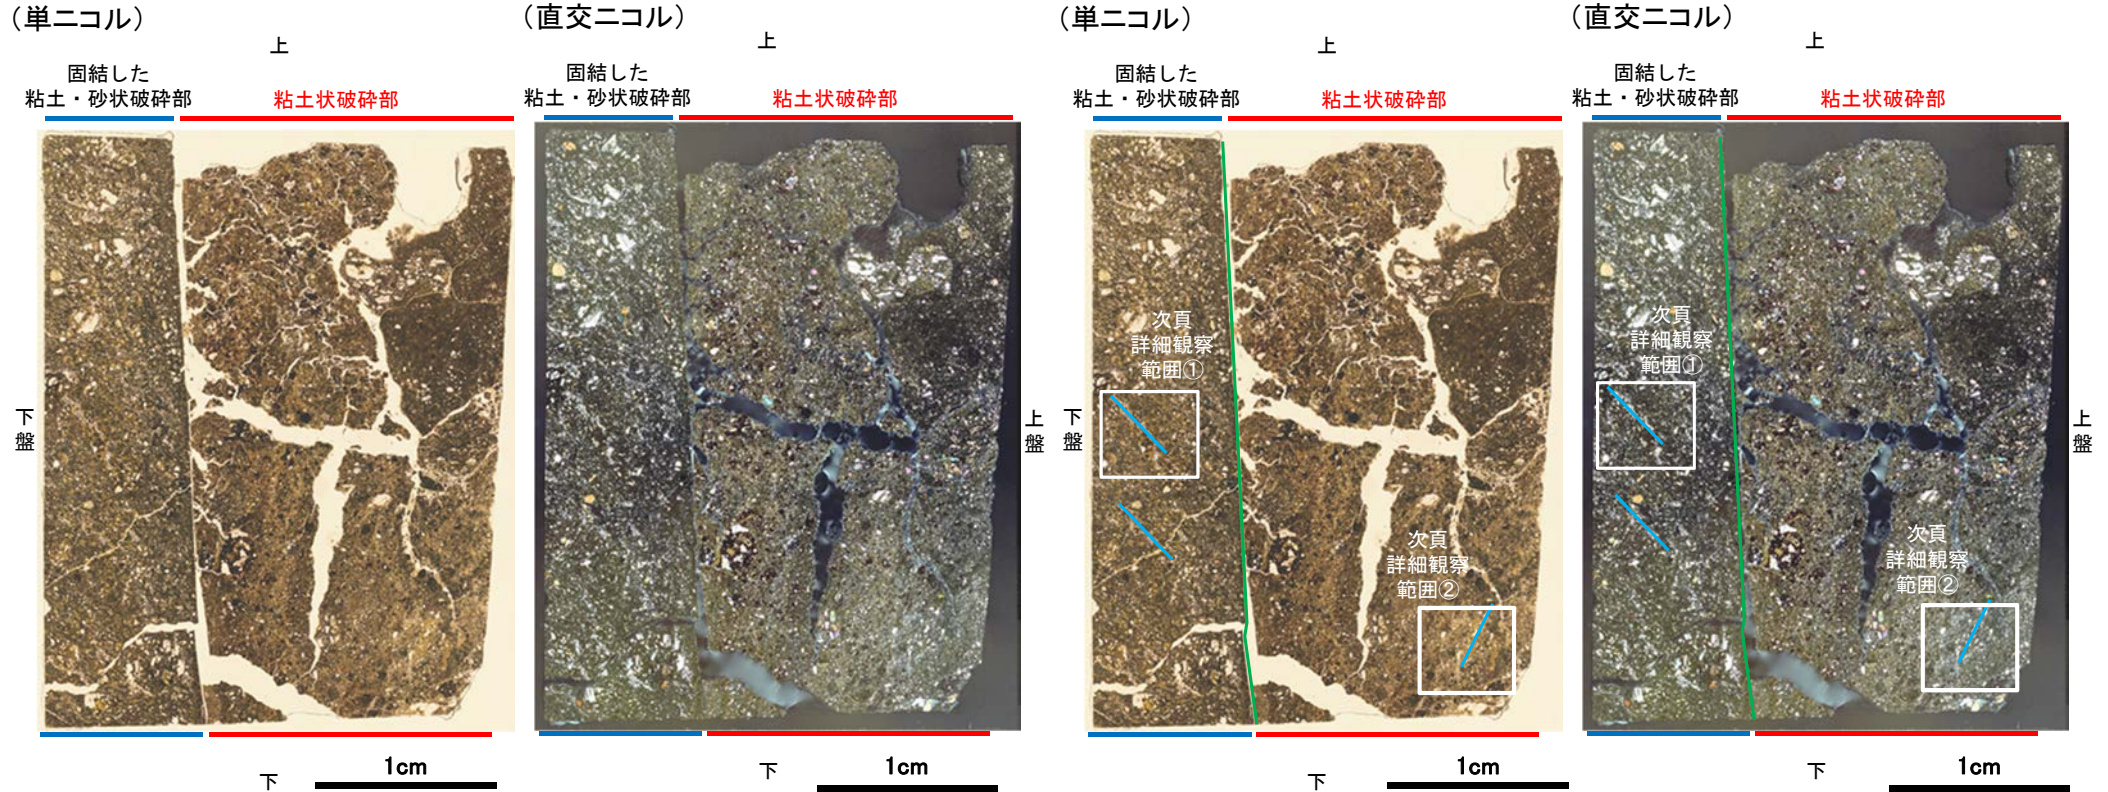 （単ニコル）
上
固結した
粘土・砂状破砕部
粘土状破砕部
下盤
下
1cm
（直交ニコル）
上
固結した
粘土・砂状破砕部
粘土状破砕部
上盤
下
1cm
（単ニコル）
上
固結した
粘土・砂状破砕部
粘土状破砕部
下盤
次頁
詳細観察
範囲①
次頁
詳細観察
範囲②
下
1cm
（直交ニコル）
上
固結した
粘土・砂状破砕部
粘土状破砕部
次頁
詳細観察
範囲①
次頁
詳細観察
範囲②
上盤
下
1cm